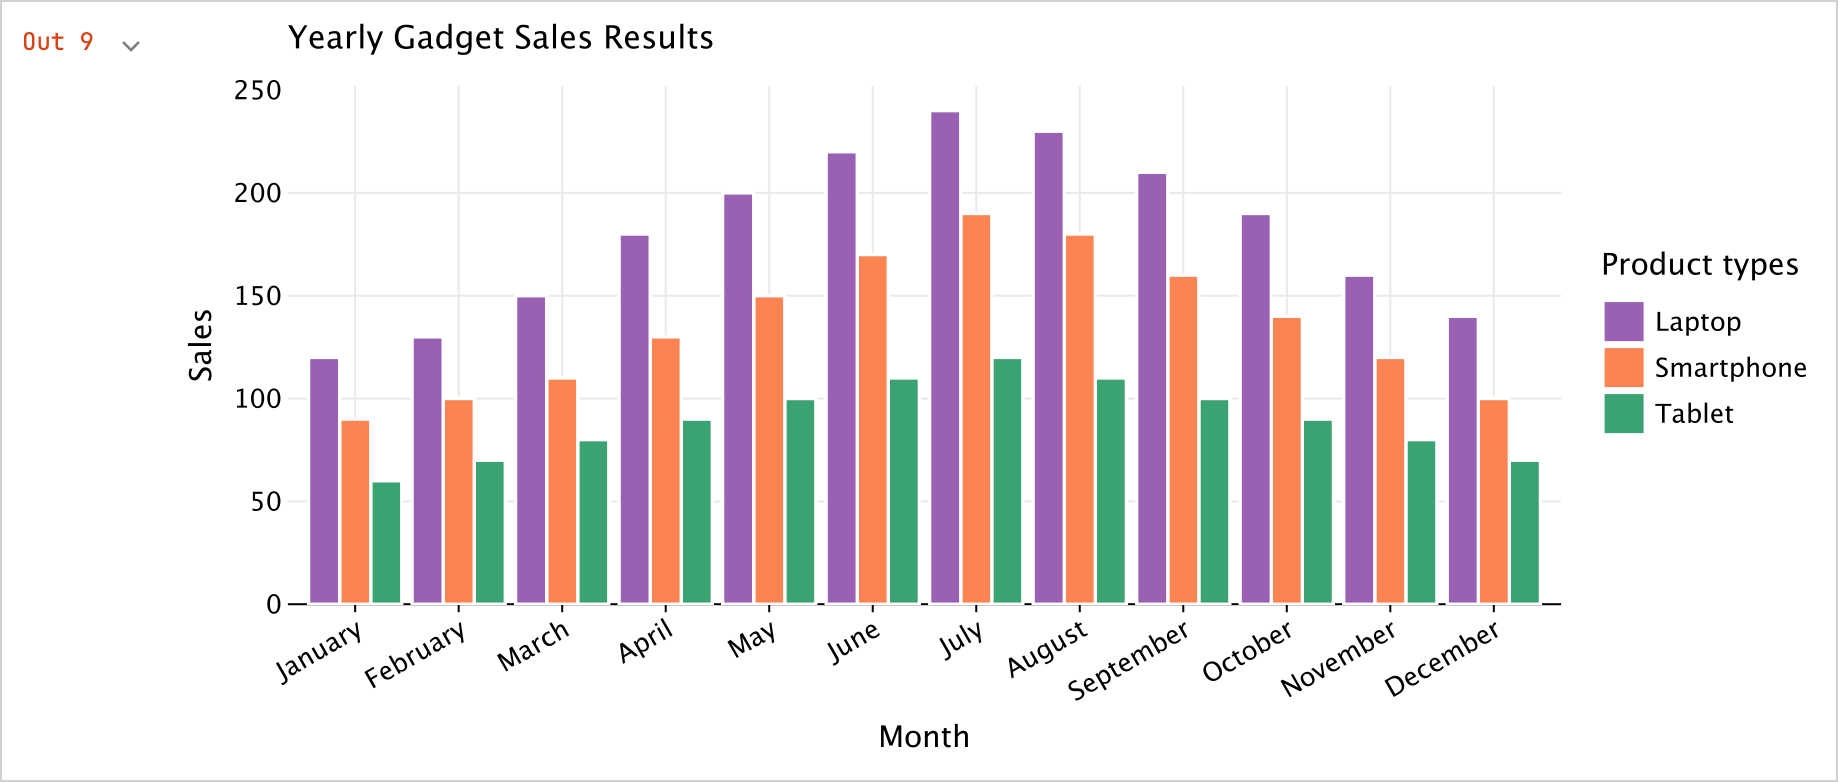 Out 9
Yearly Gadget Sales Results
250
200
150
100
50
0
Sales
January
February
March
April
May
June
July
August
September
October
November
December
Month
Product types
Laptop
Smartphone
Tablet